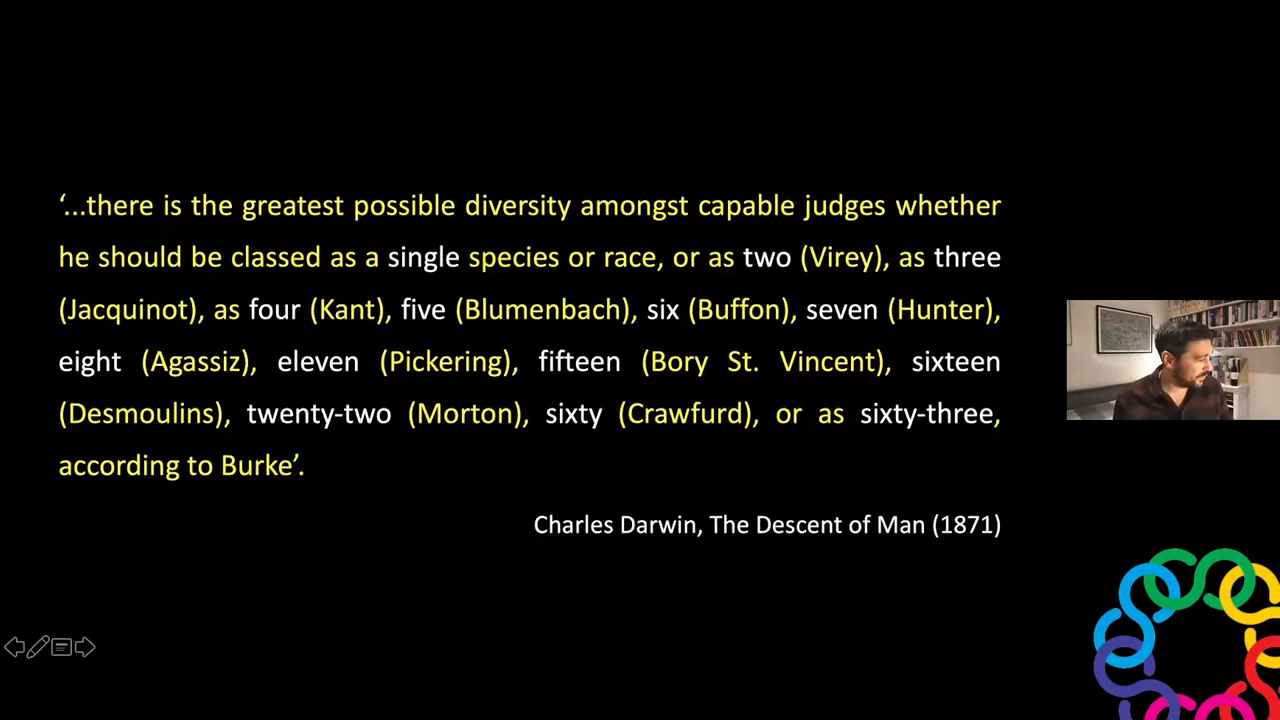 ‘...there is the greatest possible diversity amongst capable judges whether
he should be classed as a single species or race, or as two (Virey), as three
(Jacquinot), as four (Kant), five (Blumenbach), six (Buffon), seven (Hunter),
eight (Agassiz), eleven (Pickering), fifteen (Bory St. Vincent), sixteen
(Desmoulins), twenty-two (Morton), sixty (Crawfurd), or as sixty-three,
according to Burke’.
Charles Darwin, The Descent of Man (1871)